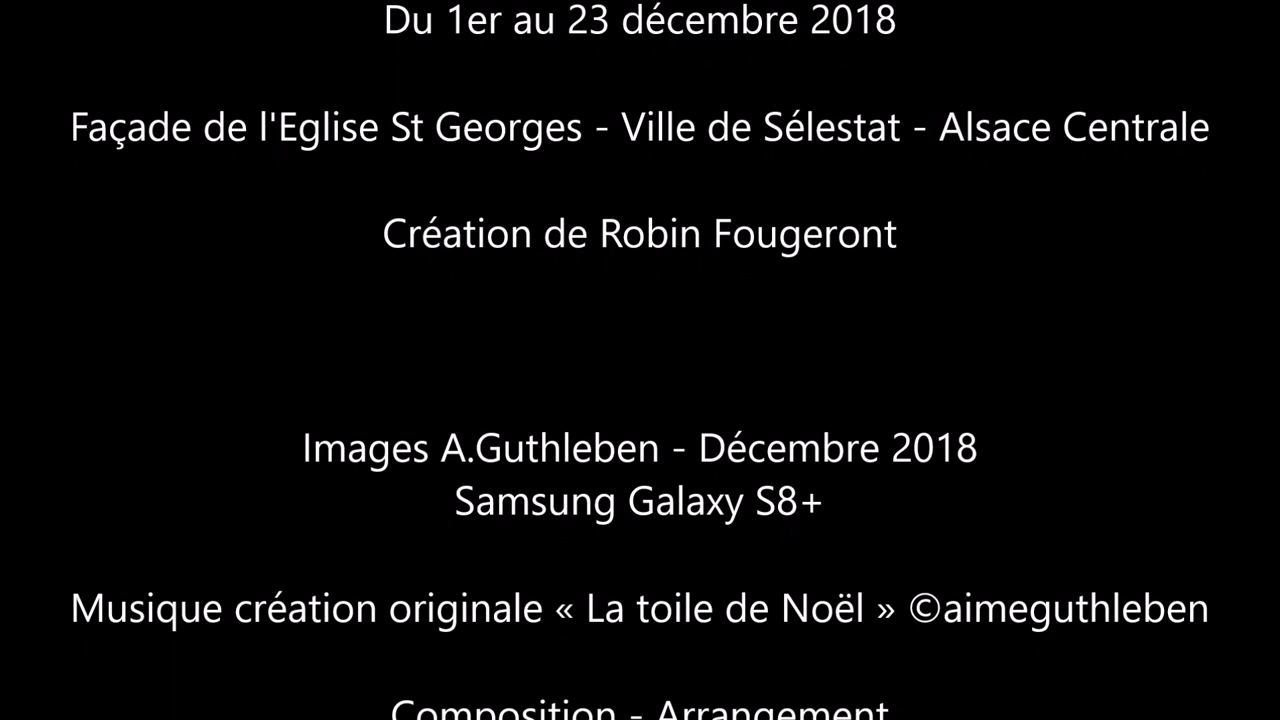 Du 1er au 23 décembre 2018
Façade de l'Eglise St Georges - Ville de Sélestat - Alsace Centrale
Création de Robin Fougeront
Images A.Guthleben - Décembre 2018
Samsung Galaxy S8+
Musique création originale « La toile de Noël » ©aimeguthleben
Composition - Arrangement